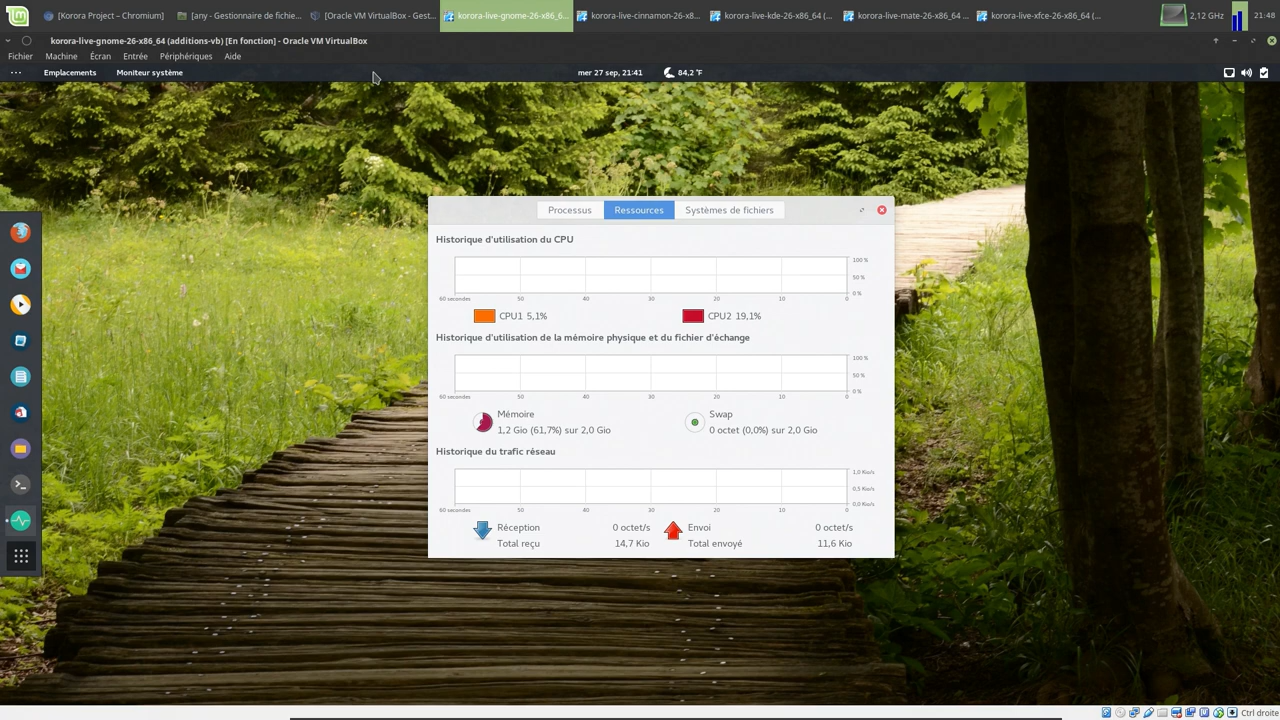 [Korora Project – Chromium]
[any - Gestionnaire de fichie...
[Oracle VM VirtualBox - Gest...
korora-live-gnome-26-x86_6...
korora-live-cinnamon-26-x8...
korora-live-kde-26-x86_64 (...
korora-live-mate-26-x86_64 ...
korora-live-xfce-26-x86_64 (...
2,12 GHz
21:48
korora-live-gnome-26-x86_64 (additions-vb) [En fonction] - Oracle VM VirtualBox
Fichier Machine Écran Entrée Périphériques Aide
Emplacements Moniteur système mer 27 sep, 21:41 84,2 °F
Processus Ressources Systèmes de fichiers
Historique d'utilisation du CPU
100 %
50 %
0 %
60 secondes 50 40 30 20 10 0
CPU1 5,1% CPU2 19,1%
Historique d'utilisation de la mémoire physique et du fichier d'échange
100 %
50 %
0 %
60 secondes 50 40 30 20 10 0
Mémoire Swap
1,2 Gio (61,7%) sur 2,0 Gio 0 octet (0,0%) sur 2,0 Gio
Historique du trafic réseau
1,0 Kio/s
0,5 Kio/s
0,0 Kio/s
60 secondes 50 40 30 20 10 0
Réception 0 octet/s Envoi 0 octet/s
Total reçu 14,7 Kio Total envoyé 11,6 Kio
Ctrl droite